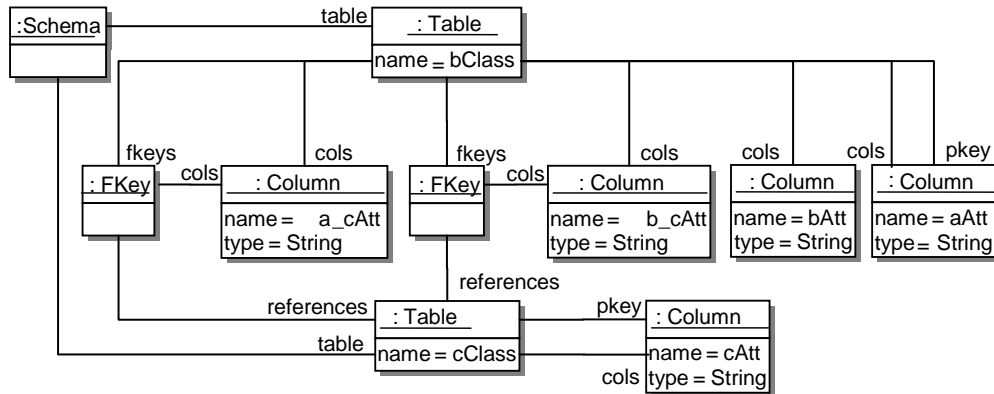 :Schema
table
: Table
name = bClass
fkeys
cols
fkeys
cols
cols
cols
pkey
: FKey
cols
: Column
name = a_cAtt
type = String
: FKey
cols
: Column
name = b_cAtt
type = String
: Column
name = bAtt
type = String
: Column
name = aAtt
type = String
references
references
table
: Table
name = cClass
pkey
cols
: Column
name = cAtt
type = String